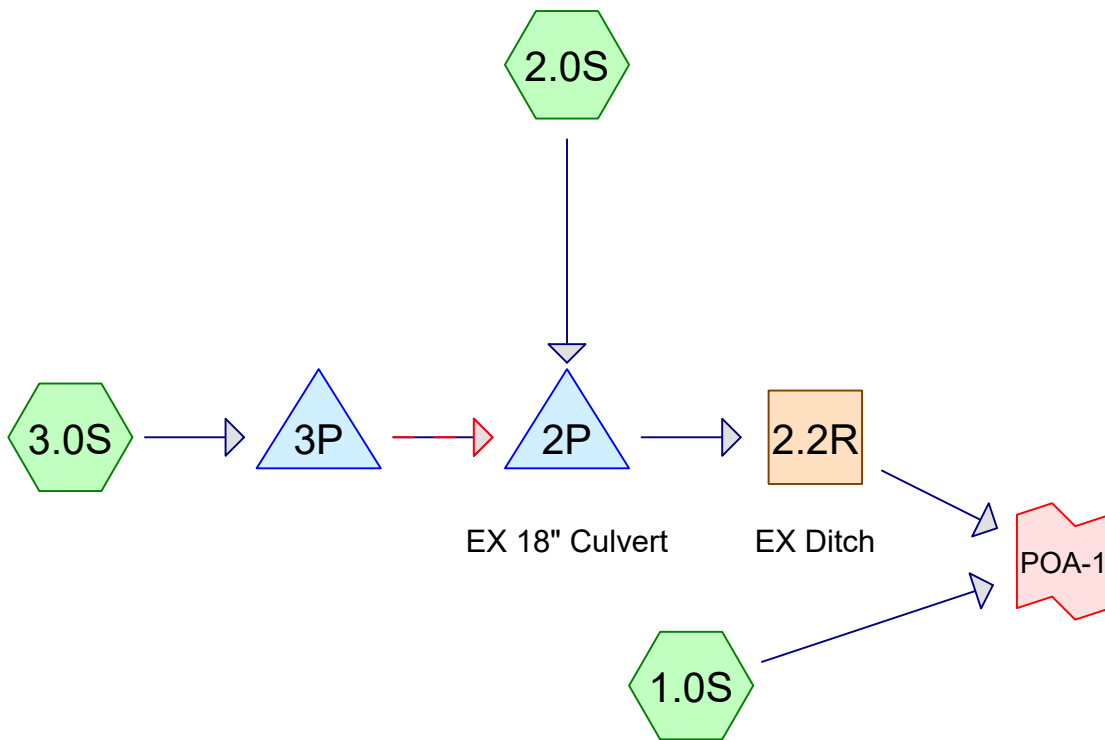 2.0S
3.0S
3P
2P
2.2R
EX 18" Culvert
EX Ditch
POA-1
1.0S